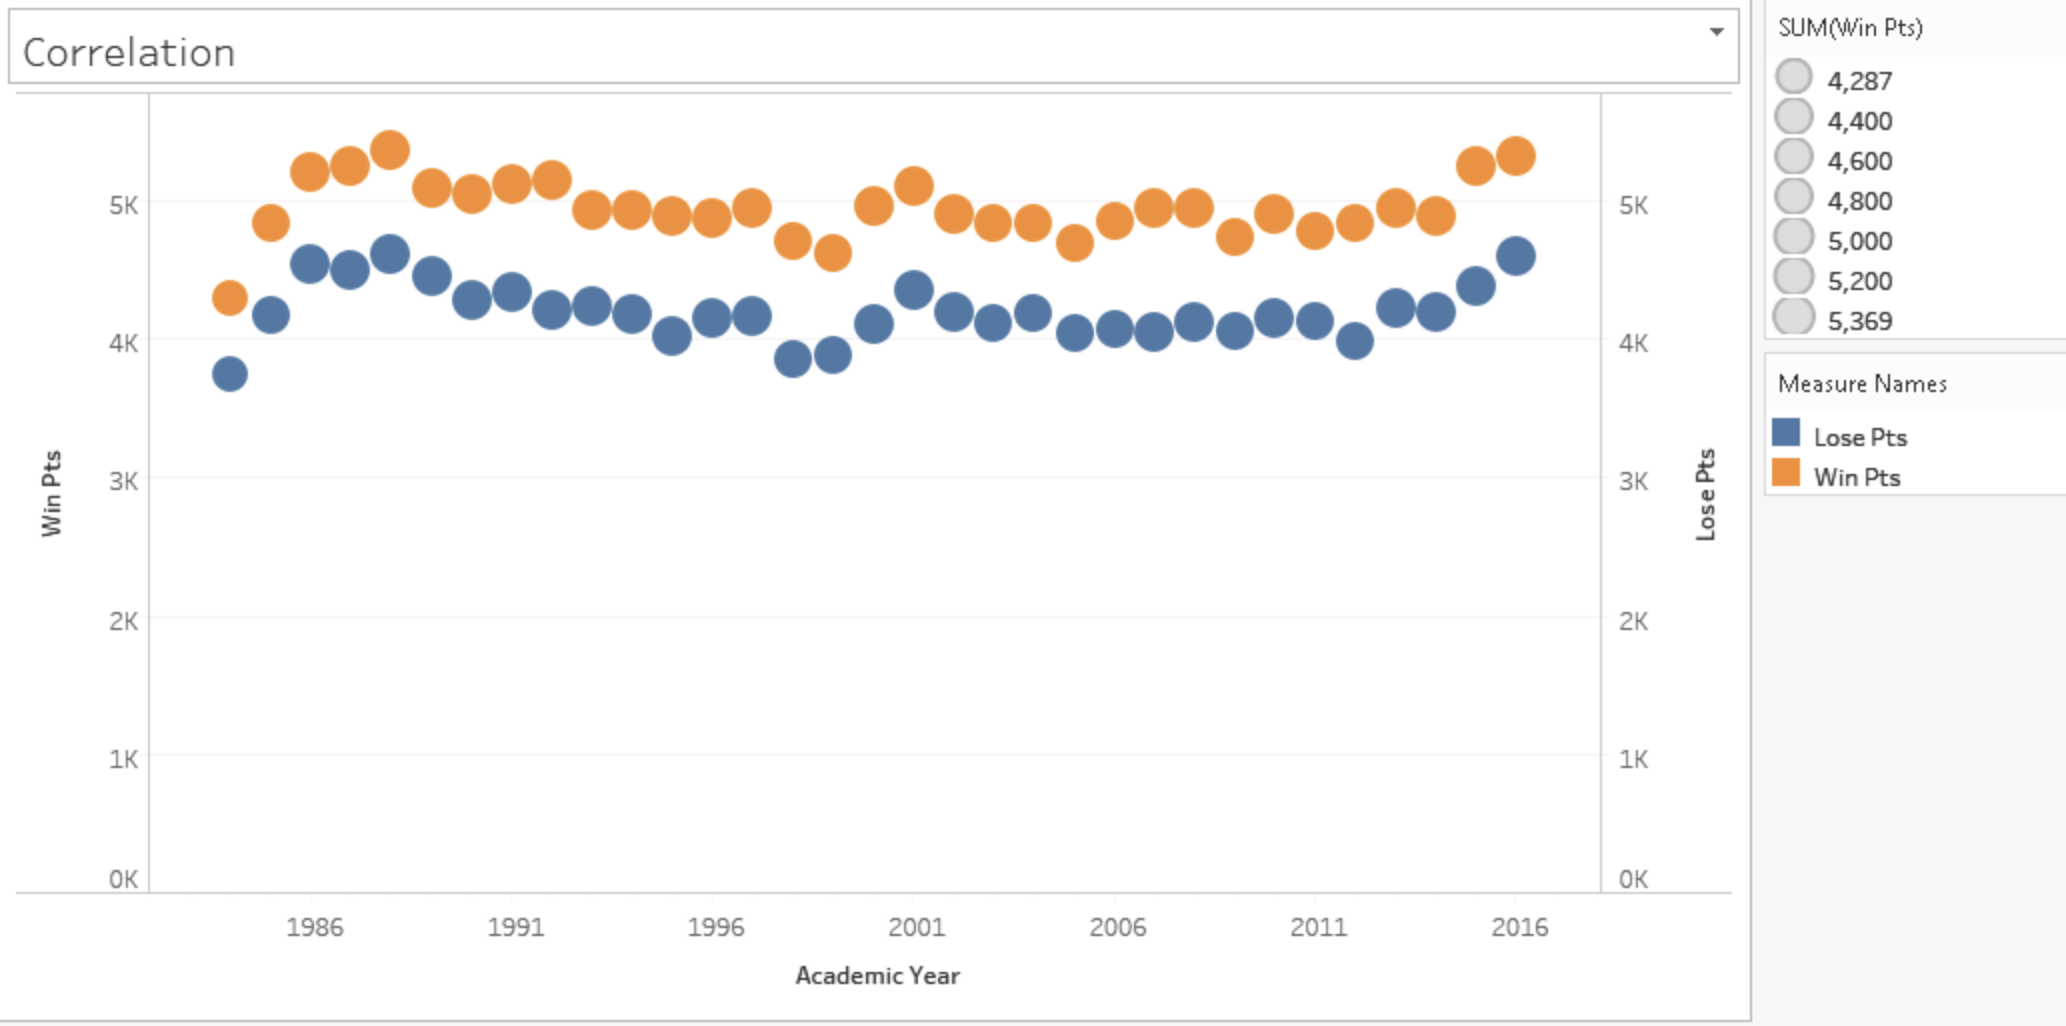 Correlation
5K
4K
3K
2K
1K
0K
Win Pts
5K
4K
3K
2K
1K
0K
Lose Pts
1986 1991 1996 2001 2006 2011 2016
Academic Year
SUM(Win Pts)
4,287
4,400
4,600
4,800
5,000
5,200
5,369
Measure Names
Lose Pts
Win Pts